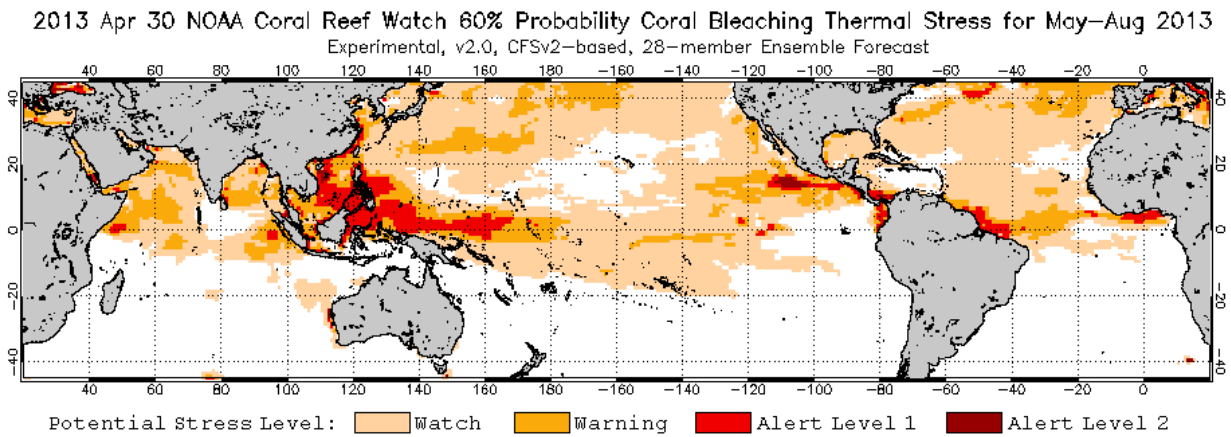 2013 Apr 30 NOAA Coral Reef Watch 60% Probability Coral Bleaching Thermal Stress for May-Aug 2013
Experimental, v2.0, CFSv2-based, 28-member Ensemble Forecast
40 60 80 100 120 140 160 180 -160 -140 -120 -100 -80 -60 -40 -20 0
40 40
20 20
0 0
-20 -20
-40 -40
40 60 80 100 120 140 160 180 -160 -140 -120 -100 -80 -60 -40 -20 0
Potential Stress Level: Watch Warning Alert Level 1 Alert Level 2